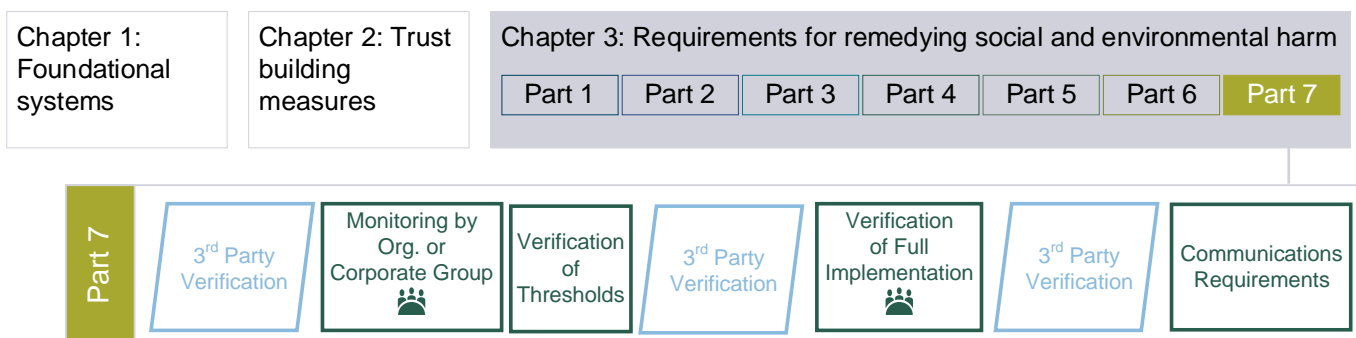 Chapter 1:
Foundational
systems
Chapter 2: Trust
building
measures
Chapter 3: Requirements for remedying social and environmental harm
Part 1
Part 2
Part 3
Part 4
Part 5
Part 6
Part 7
Part 7
3rd Party
Verification
Monitoring by
Org. or
Corporate Group
Verification
of
Thresholds
3rd Party
Verification
Verification
of Full
Implementation
3rd Party
Verification
Communications
Requirements